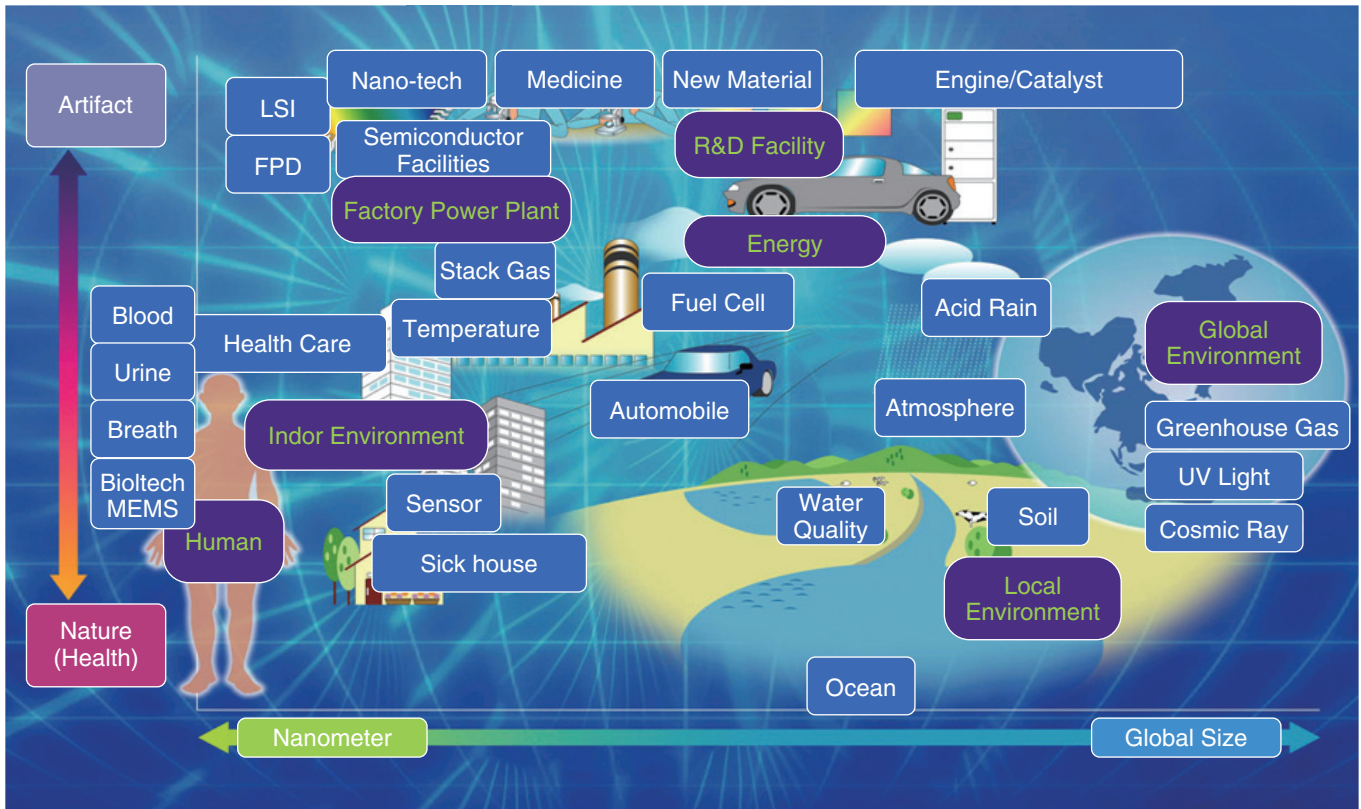 Artifact
Nano-tech
Medicine
New Material
Engine/Catalyst
LSI
FPD
Semiconductor
Facilities
R&D Facility
Factory Power Plant
Energy
Stack Gas
Fuel Cell
Acid Rain
Global
Environment
Blood
Health Care
Temperature
Urine
Automobile
Atmosphere
Breath
Indor Environment
Greenhouse Gas
Bioltech
MEMS
Sensor
Water
Quality
Soil
UV Light
Cosmic Ray
Human
Sick house
Local
Environment
Nature
(Health)
Ocean
Nanometer
Global Size